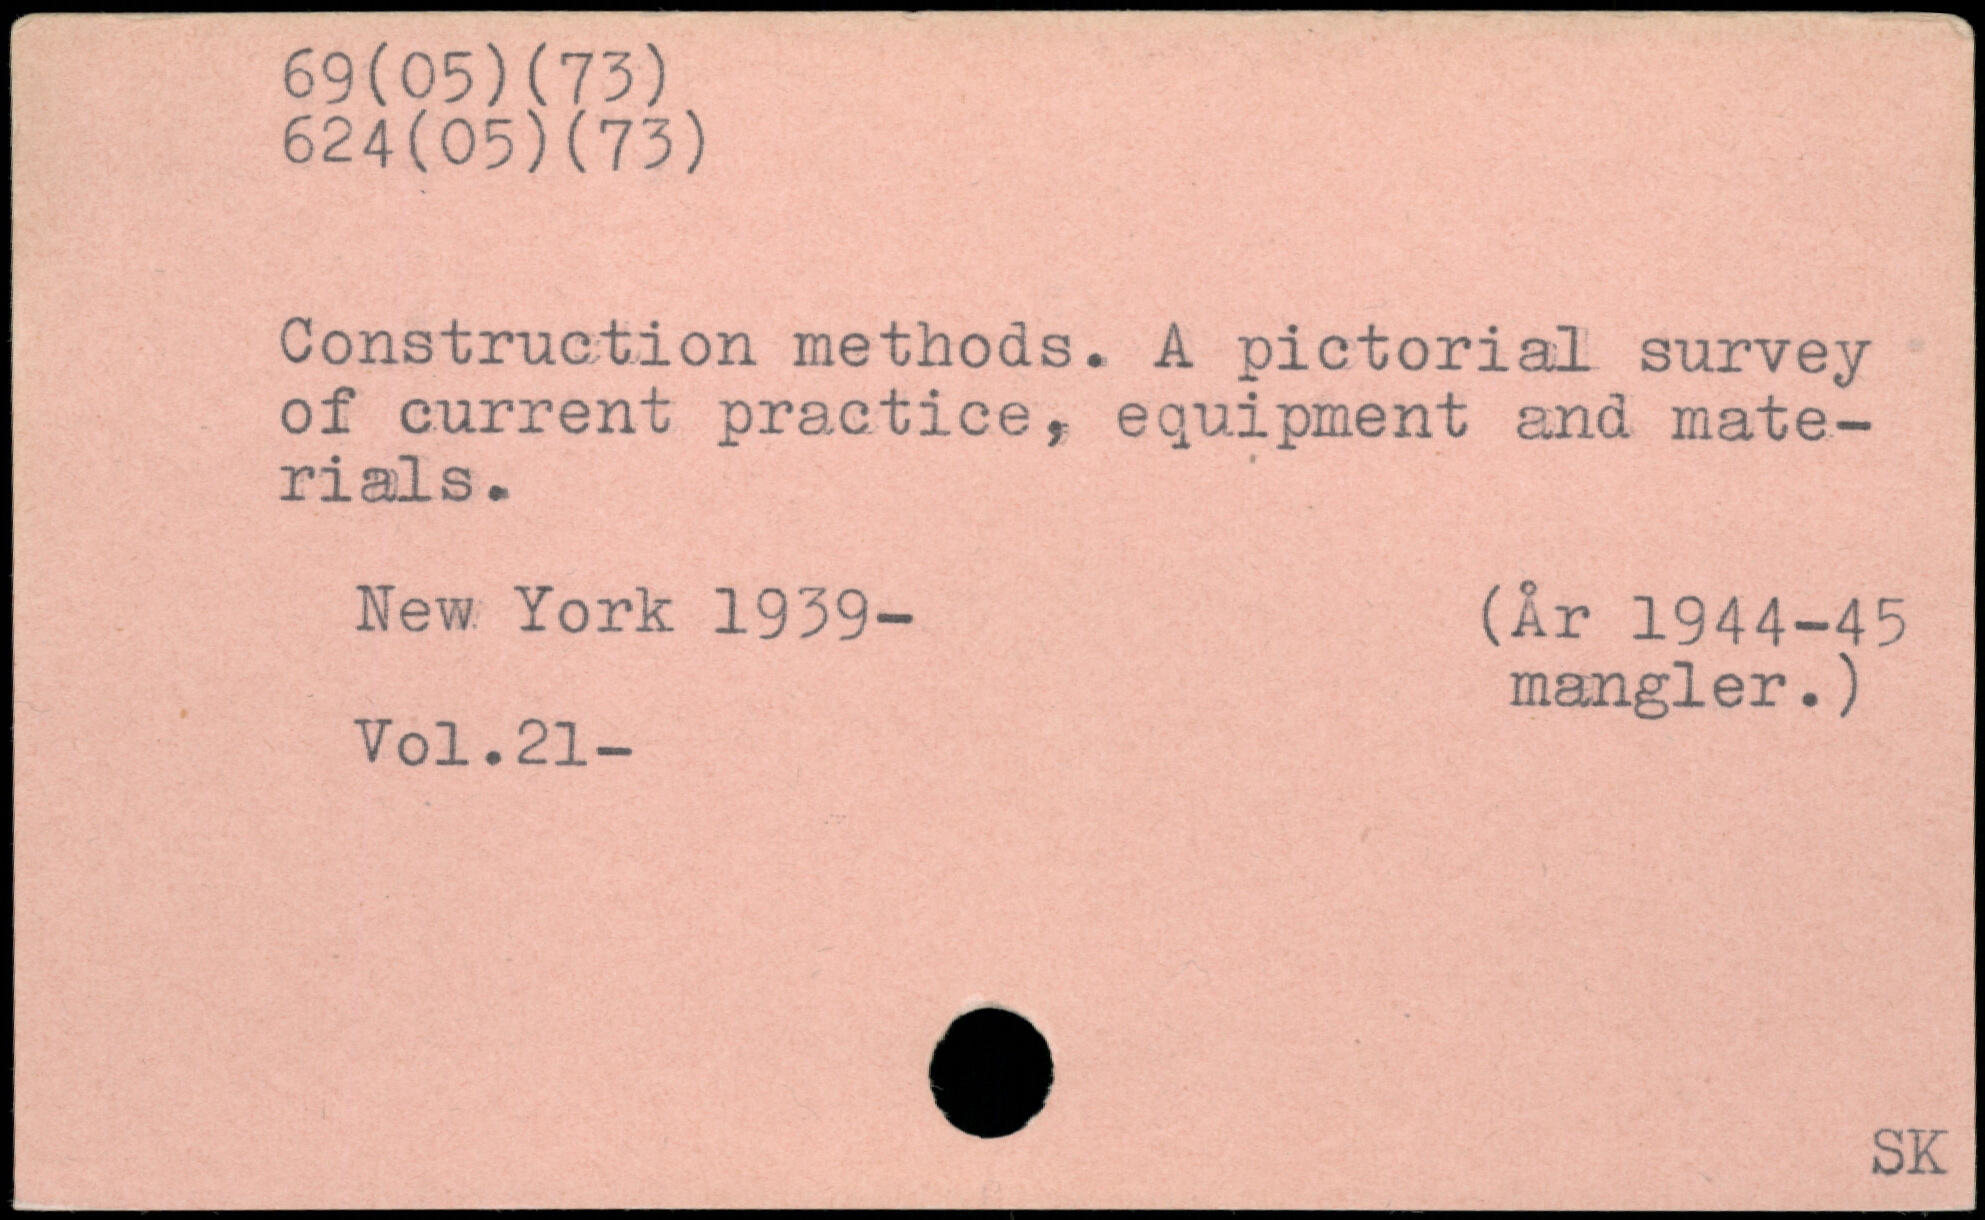 69(05)(73)
624(05)(73)
Construction methods. A pictorial survey
of current practice, equipment and mate-
rials.
New York 1939-
(År 1944-45
mangler.)
Vol.21-
SK